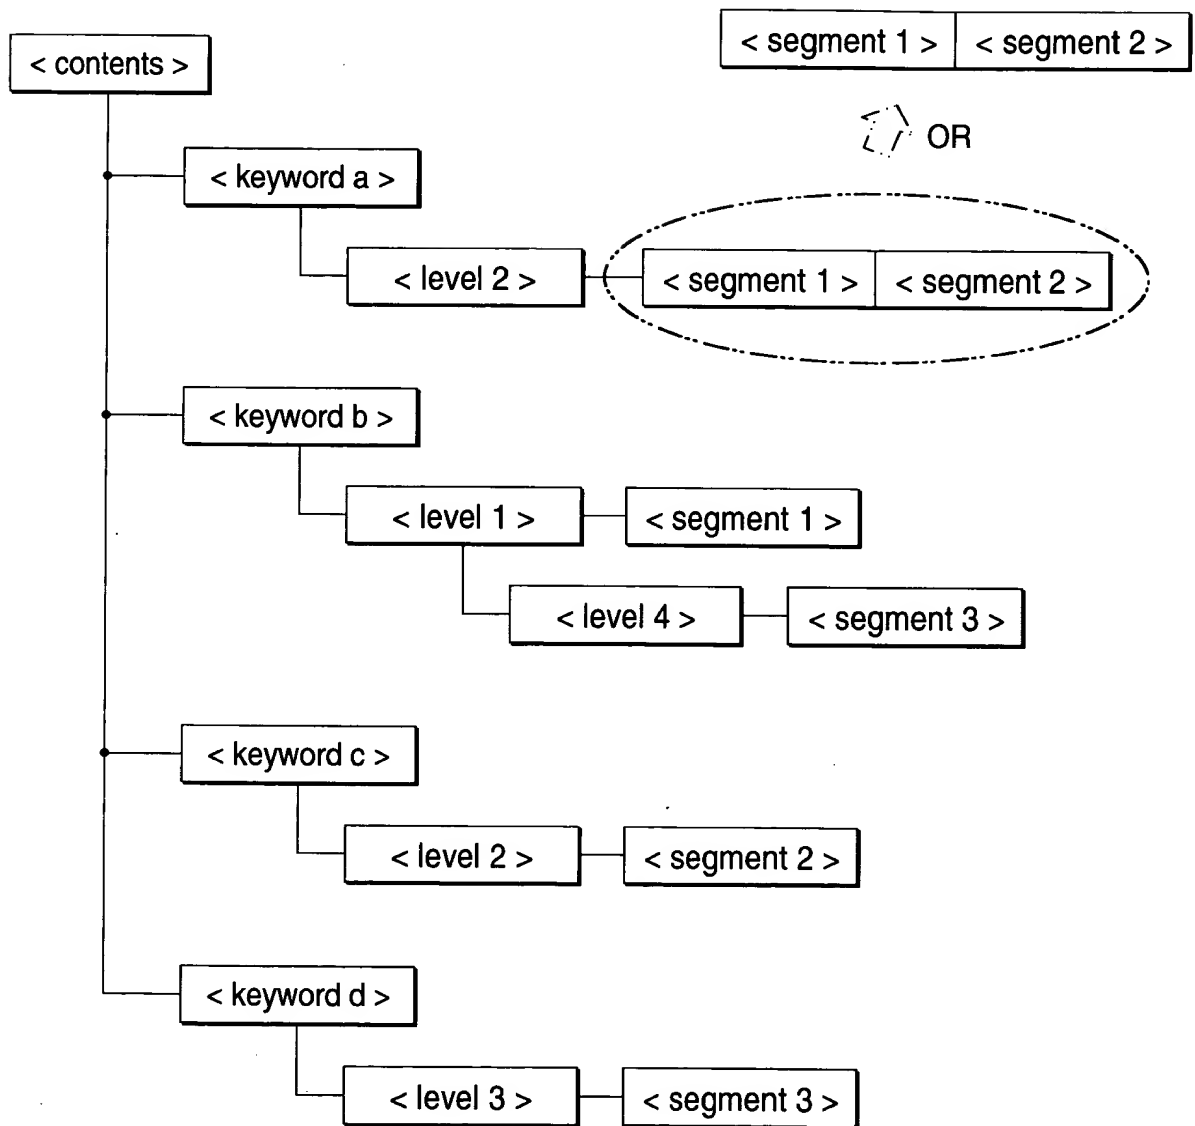 < contents >
< segment 1 > < segment 2 >
OR
< keyword a >
< level 2 > < segment 1 > < segment 2 >
< keyword b >
< level 1 > < segment 1 >
< level 4 > < segment 3 >
< keyword c >
< level 2 > < segment 2 >
< keyword d >
< level 3 > < segment 3 >